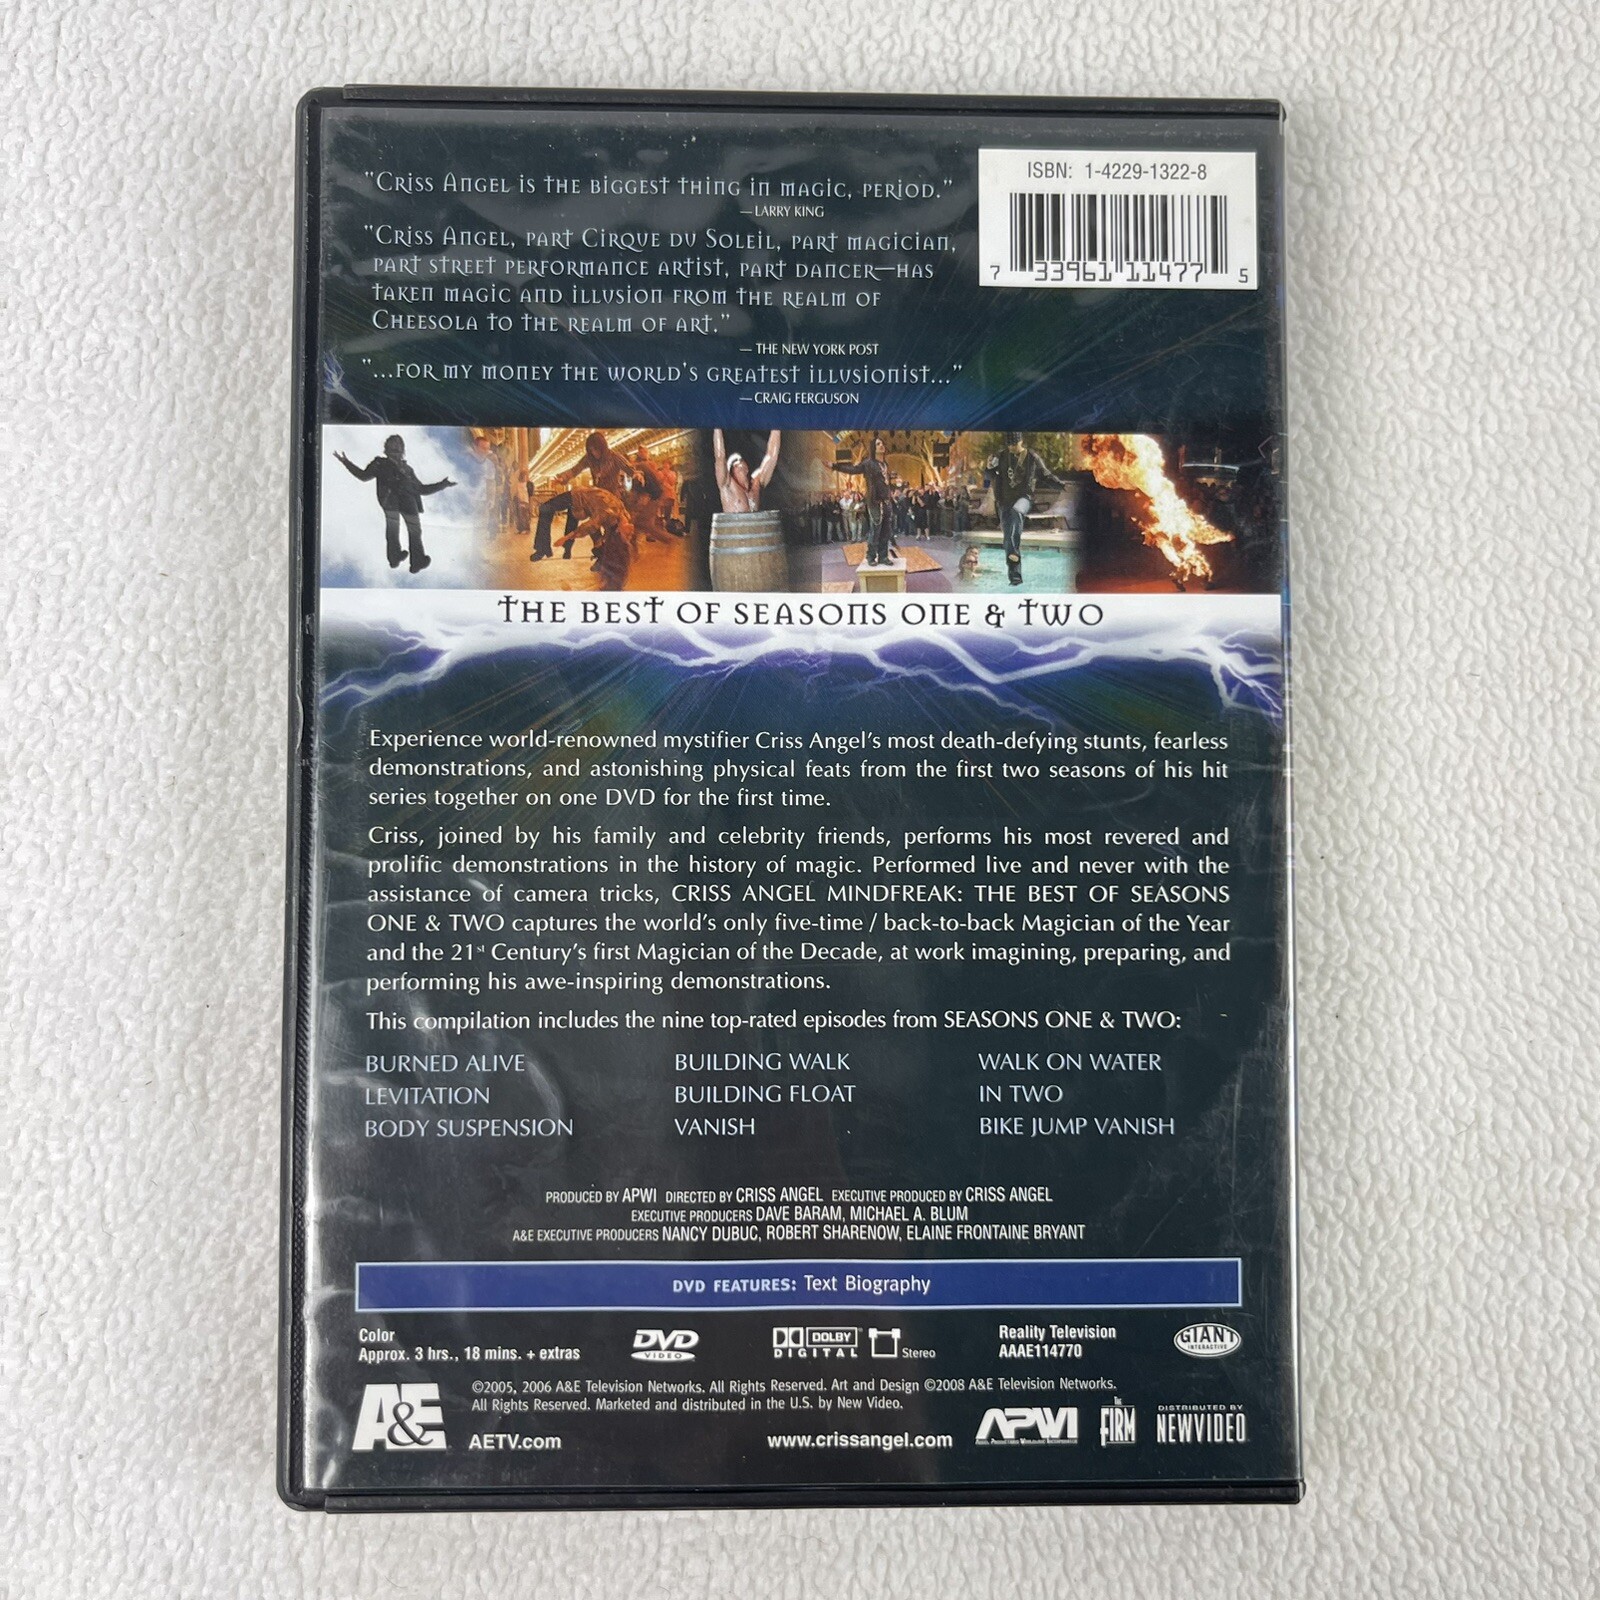 ISBN: 1-4229-1322-8
7 33961 11477 5
"Criss Angel is the biggest thing in magic, period."
—LARRY KING
"Criss Angel, part Cirque du Soleil, part magician,
part street performance artist, part dancer—has
taken magic and illusion from the realm of
Cheesola to the realm of art."
— THE NEW YORK POST
"...for my money the world's greatest illusionist..."
—CRAIG FERGUSON
THE BEST OF SEASONS ONE & TWO
Experience world-renowned mystifier Criss Angel's most death-defying stunts, fearless
demonstrations, and astonishing physical feats from the first two seasons of his hit
series together on one DVD for the first time.
Criss, joined by his family and celebrity friends, performs his most revered and
prolific demonstrations in the history of magic. Performed live and never with the
assistance of camera tricks, CRISS ANGEL MINDFREAK: THE BEST OF SEASONS
ONE & TWO captures the world's only five-time / back-to-back Magician of the Year
and the 21st Century's first Magician of the Decade, at work imagining, preparing, and
performing his awe-inspiring demonstrations.
This compilation includes the nine top-rated episodes from SEASONS ONE & TWO:
BURNED ALIVE
LEVITATION
BODY SUSPENSION
BUILDING WALK
BUILDING FLOAT
VANISH
WALK ON WATER
IN TWO
BIKE JUMP VANISH
PRODUCED BY APWI DIRECTED BY CRISS ANGEL EXECUTIVE PRODUCED BY CRISS ANGEL
EXECUTIVE PRODUCERS DAVE BARAM, MICHAEL A. BLUM
A&E EXECUTIVE PRODUCERS NANCY DUBUC, ROBERT SHARENOW, ELAINE FRONTAINE BRYANT
DVD FEATURES: Text Biography
Color
Approx. 3 hrs., 18 mins. + extras
DVD
VIDEO
DOLBY
DIGITAL
Stereo
Reality Television
AAAE114770
GIANT
INTERACTIVE
A&E
©2005, 2006 A&E Television Networks. All Rights Reserved. Art and Design ©2008 A&E Television Networks.
All Rights Reserved. Marketed and distributed in the U.S. by New Video.
AETV.com
www.crissangel.com
APWI
The
FIRM
DISTRIBUTED BY
NEWVIDEO